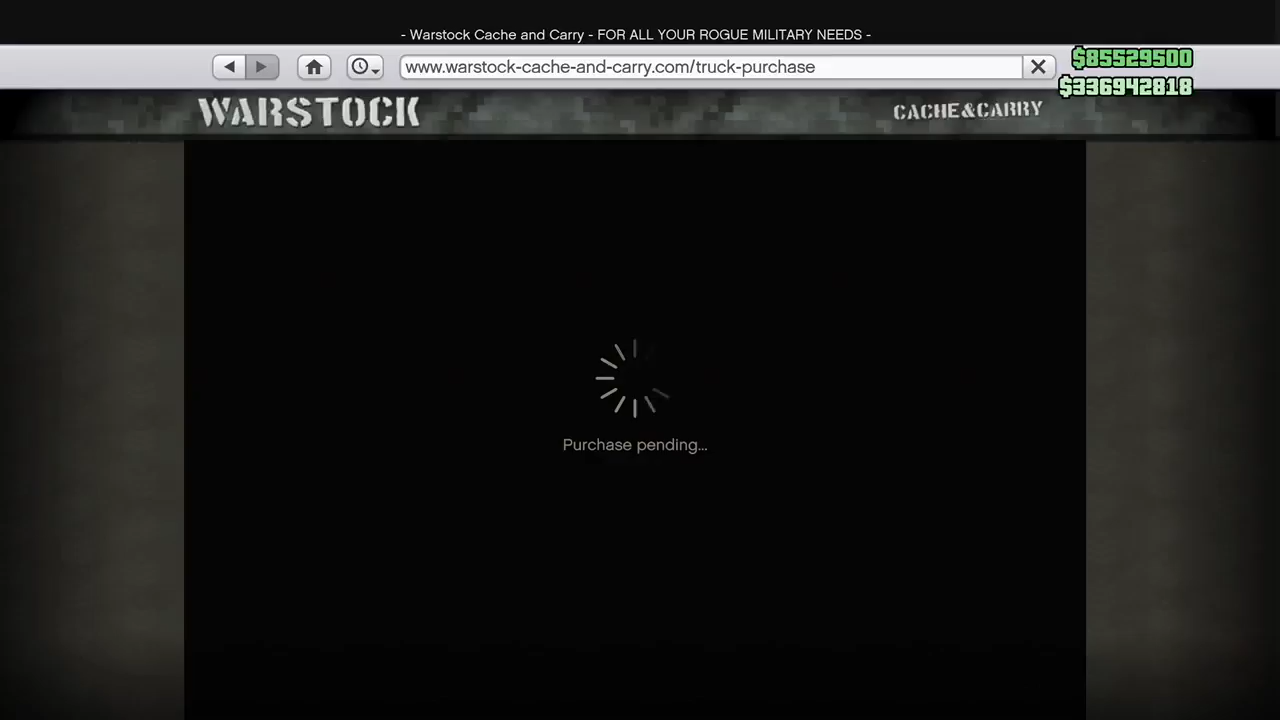 - Warstock Cache and Carry - FOR ALL YOUR ROGUE MILITARY NEEDS -
www.warstock-cache-and-carry.com/truck-purchase
$85529500
$336942818
WARSTOCK
CACHE&CARRY
Purchase pending...